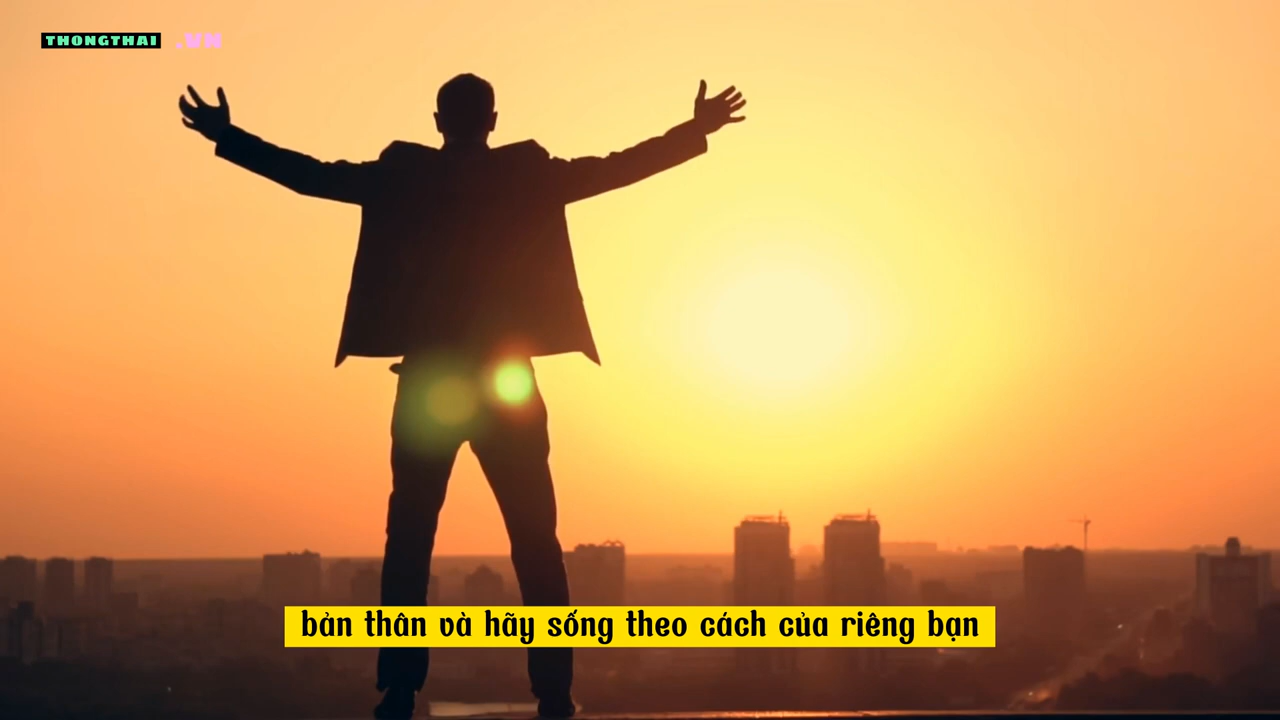 THONGTHAI .VN
bản thân và hãy sống theo cách của riêng bạn